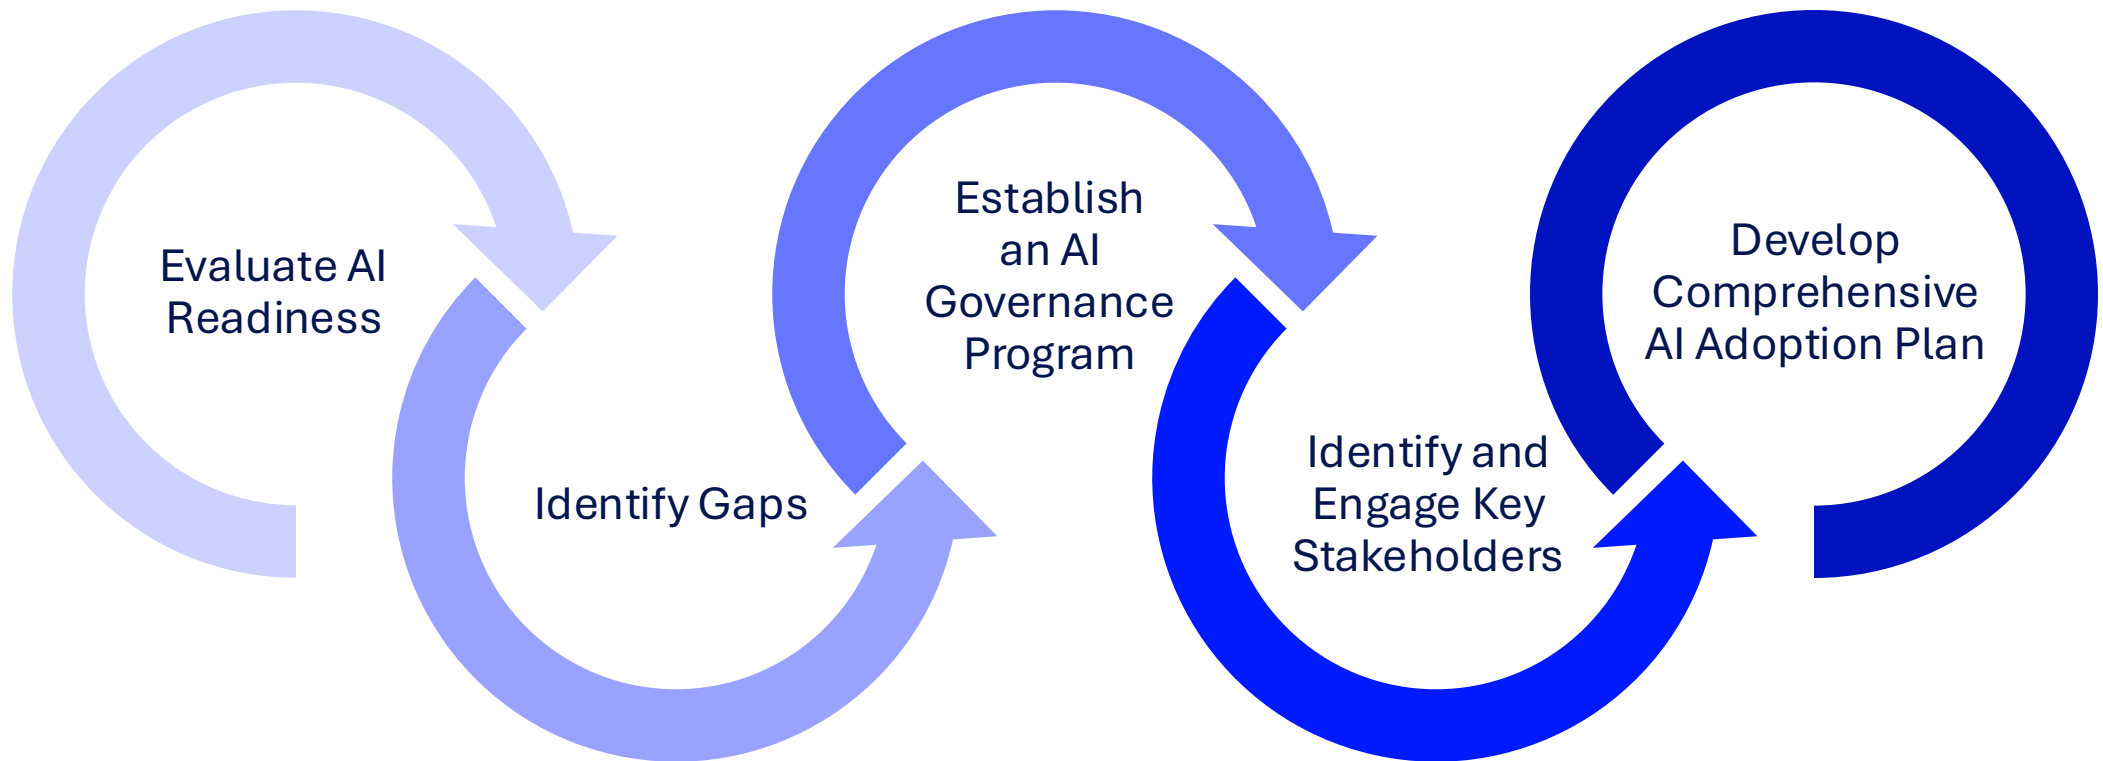 Evaluate AI
Readiness
Identify Gaps
Establish
an AI
Governance
Program
Identify and
Engage Key
Stakeholders
Develop
Comprehensive
AI Adoption Plan